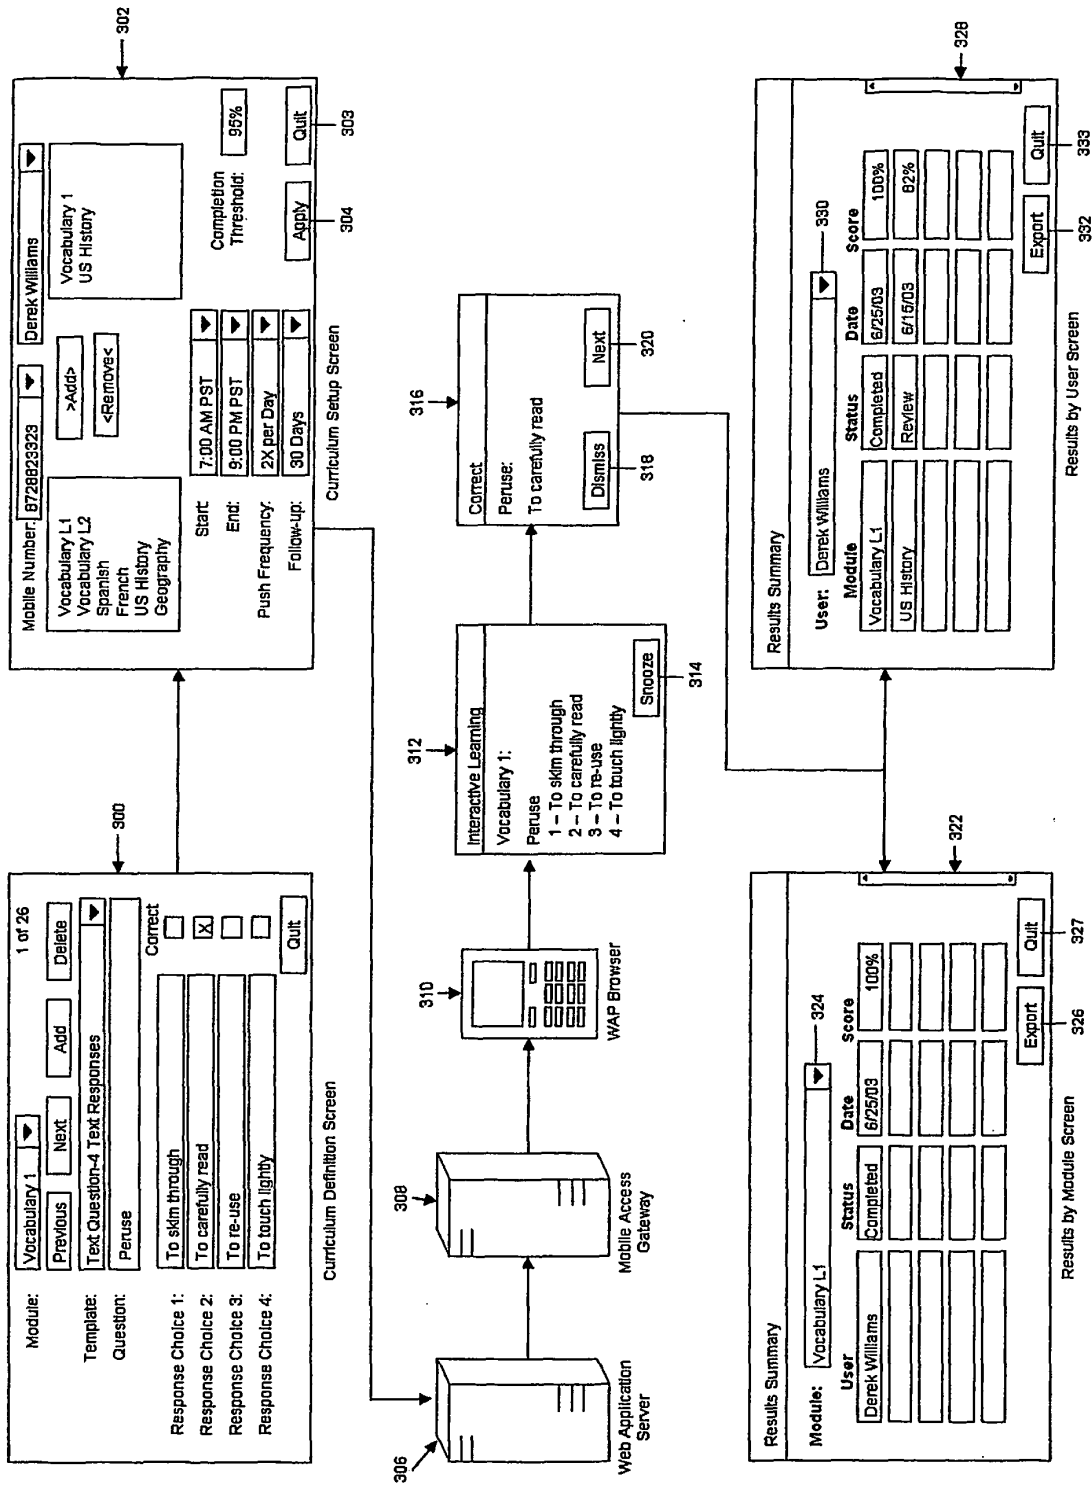 Module:
Vocabulary 1
1 of 26
Previous
Next
Add
Delete
Template:
Text Question-4 Text Responses
Question:
Peruse
Correct
Response Choice 1:
To skim through
Response Choice 2:
To carefully read
X
Response Choice 3:
To re-use
Response Choice 4:
To touch lightly
Quit
300
Curriculum Definition Screen
Mobile Number:
8728823323
Derek Williams
302
Vocabulary L1
Vocabulary L2
Spanish
French
US History
Geography
>Add>
<Remove<
Vocabulary 1
US History
Start:
7:00 AM PST
End:
9:00 PM PST
Push Frequency:
2X per Day
Follow-up:
30 Days
Completion
Threshold:
95%
Apply
Quit
304
303
Curriculum Setup Screen
306
Web Application
Server
308
Mobile Access
Gateway
310
WAP Browser
312
Interactive Learning
Vocabulary 1:
Peruse
1 – To skim through
2 – To carefully read
3 – To re-use
4 – To touch lightly
Snooze
314
316
Correct
Peruse:
To carefully read
Dismiss
Next
318
320
Results Summary
Module:
Vocabulary L1
324
User
Status
Date
Score
Derek Williams
Completed
6/25/03
100%
322
Export
Quit
326
327
Results by Module Screen
Results Summary
User:
Derek Williams
330
Module
Status
Date
Score
Vocabulary L1
Completed
6/25/03
100%
US History
Review
6/15/03
82%
328
Export
Quit
332
333
Results by User Screen